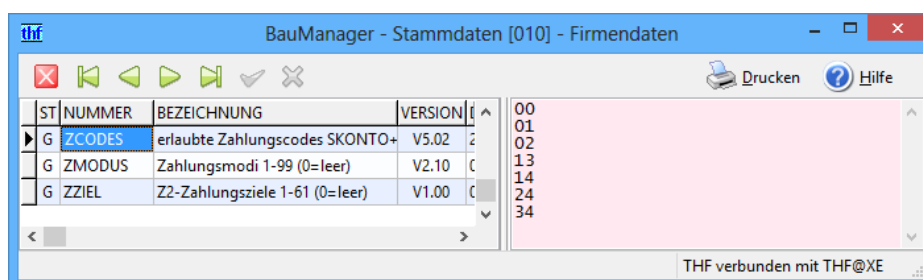 thf BauManager - Stammdaten [010] - Firmendaten
Drucken Hilfe
ST NUMMER BEZEICHNUNG VERSION
G ZCODES erlaubte Zahlungscodes SKONTO+ V5.02 2
G ZMODUS Zahlungsmodi 1-99 (0=leer) V2.10
G ZZIEL Z2-Zahlungsziele 1-61 (0=leer) V1.00
00
01
02
13
14
24
34
THF verbunden mit THF@XE